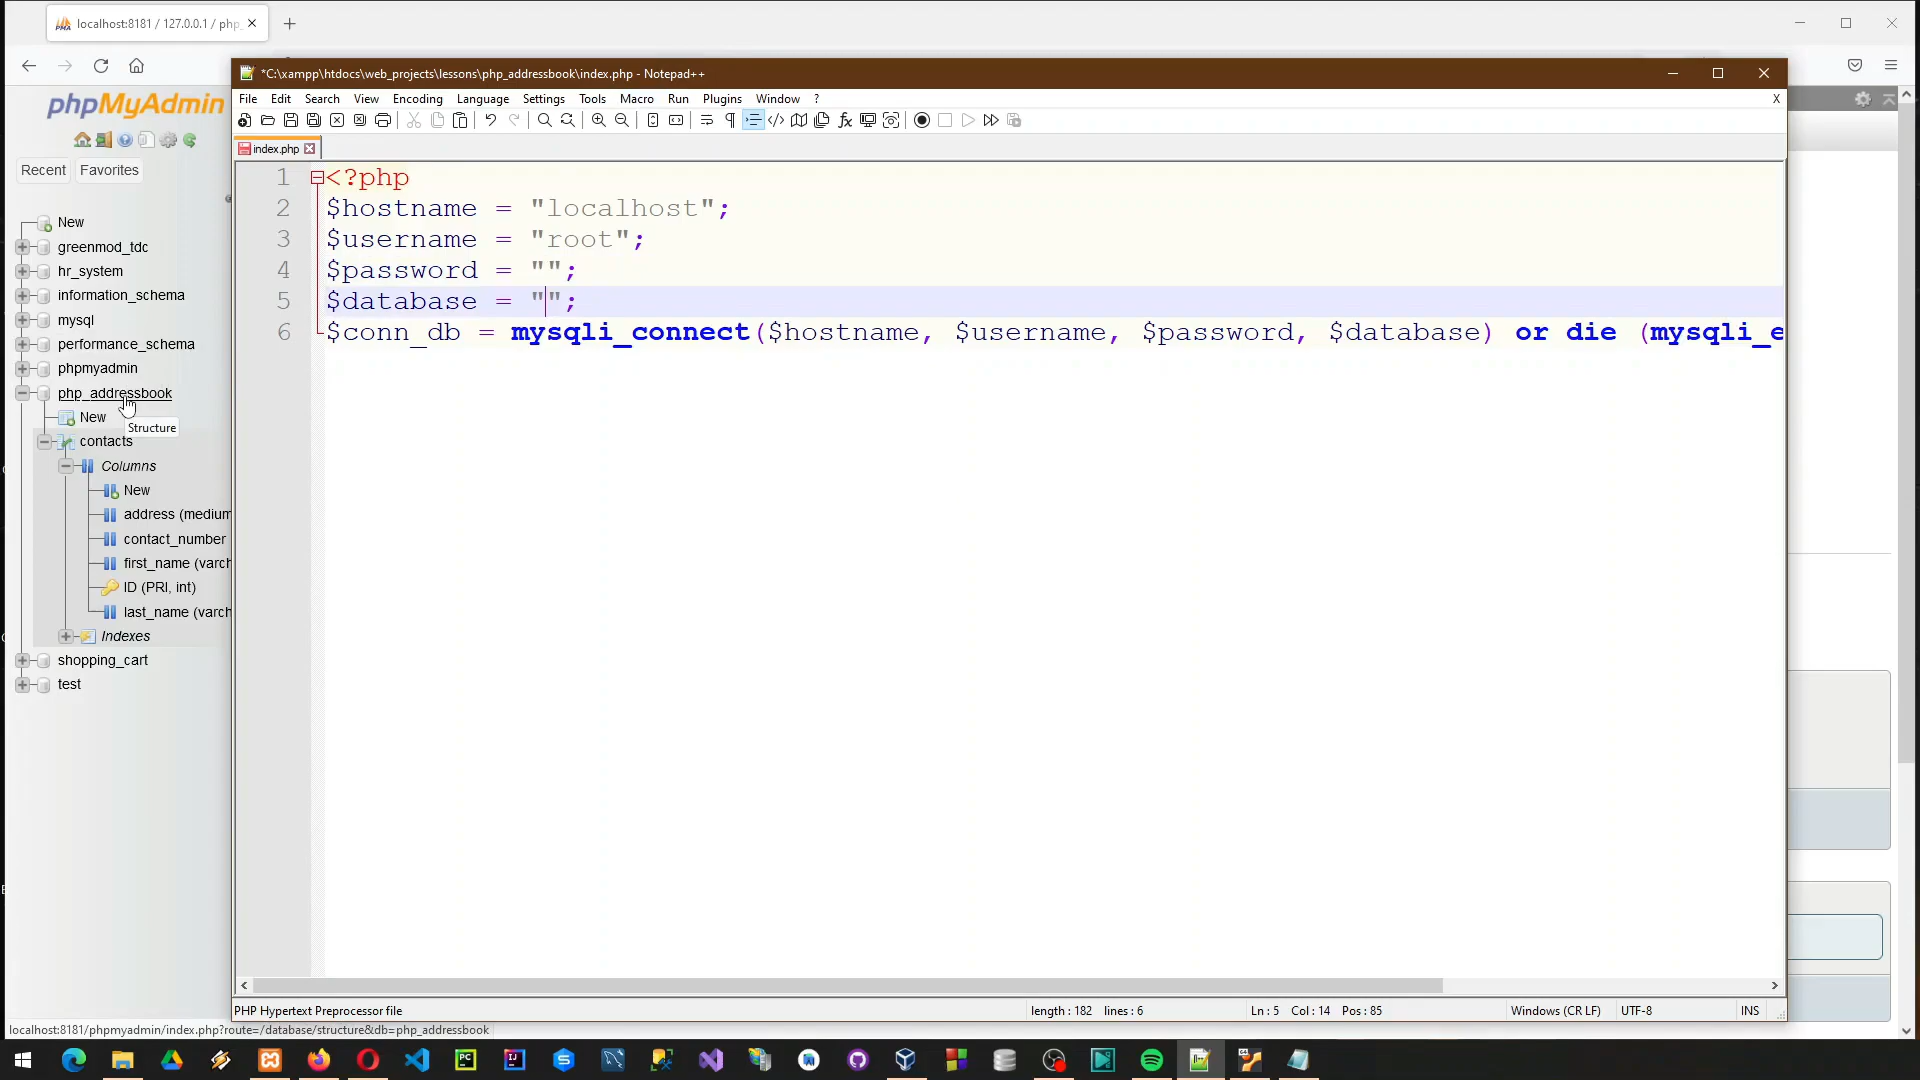 localhost:8181 / 127.0.0.1 / php_
phpMyAdmin
Recent
Favorites
New
greenmod_tdc
hr_system
information_schema
mysql
performance_schema
phpmyadmin
php_addressbook
New
Structure
contacts
Columns
New
address (medium
contact_number
first_name (varch
ID (PRI, int)
last_name (varch
Indexes
shopping_cart
test
*C:\xampp\htdocs\web_projects\lessons\php_addressbook\index.php - Notepad++
File Edit Search View Encoding Language Settings Tools Macro Run Plugins Window ? X
index.php
1 <?php
2 $hostname = "localhost";
3 $username = "root";
4 $password = "";
5 $database = "";
6 $conn_db = mysqli_connect($hostname, $username, $password, $database) or die (mysqli_e
PHP Hypertext Preprocessor file
length : 182 lines : 6
Ln : 5 Col : 14 Pos : 85
Windows (CR LF)
UTF-8
INS
localhost:8181/phpmyadmin/index.php?route=/database/structure&db=php_addressbook